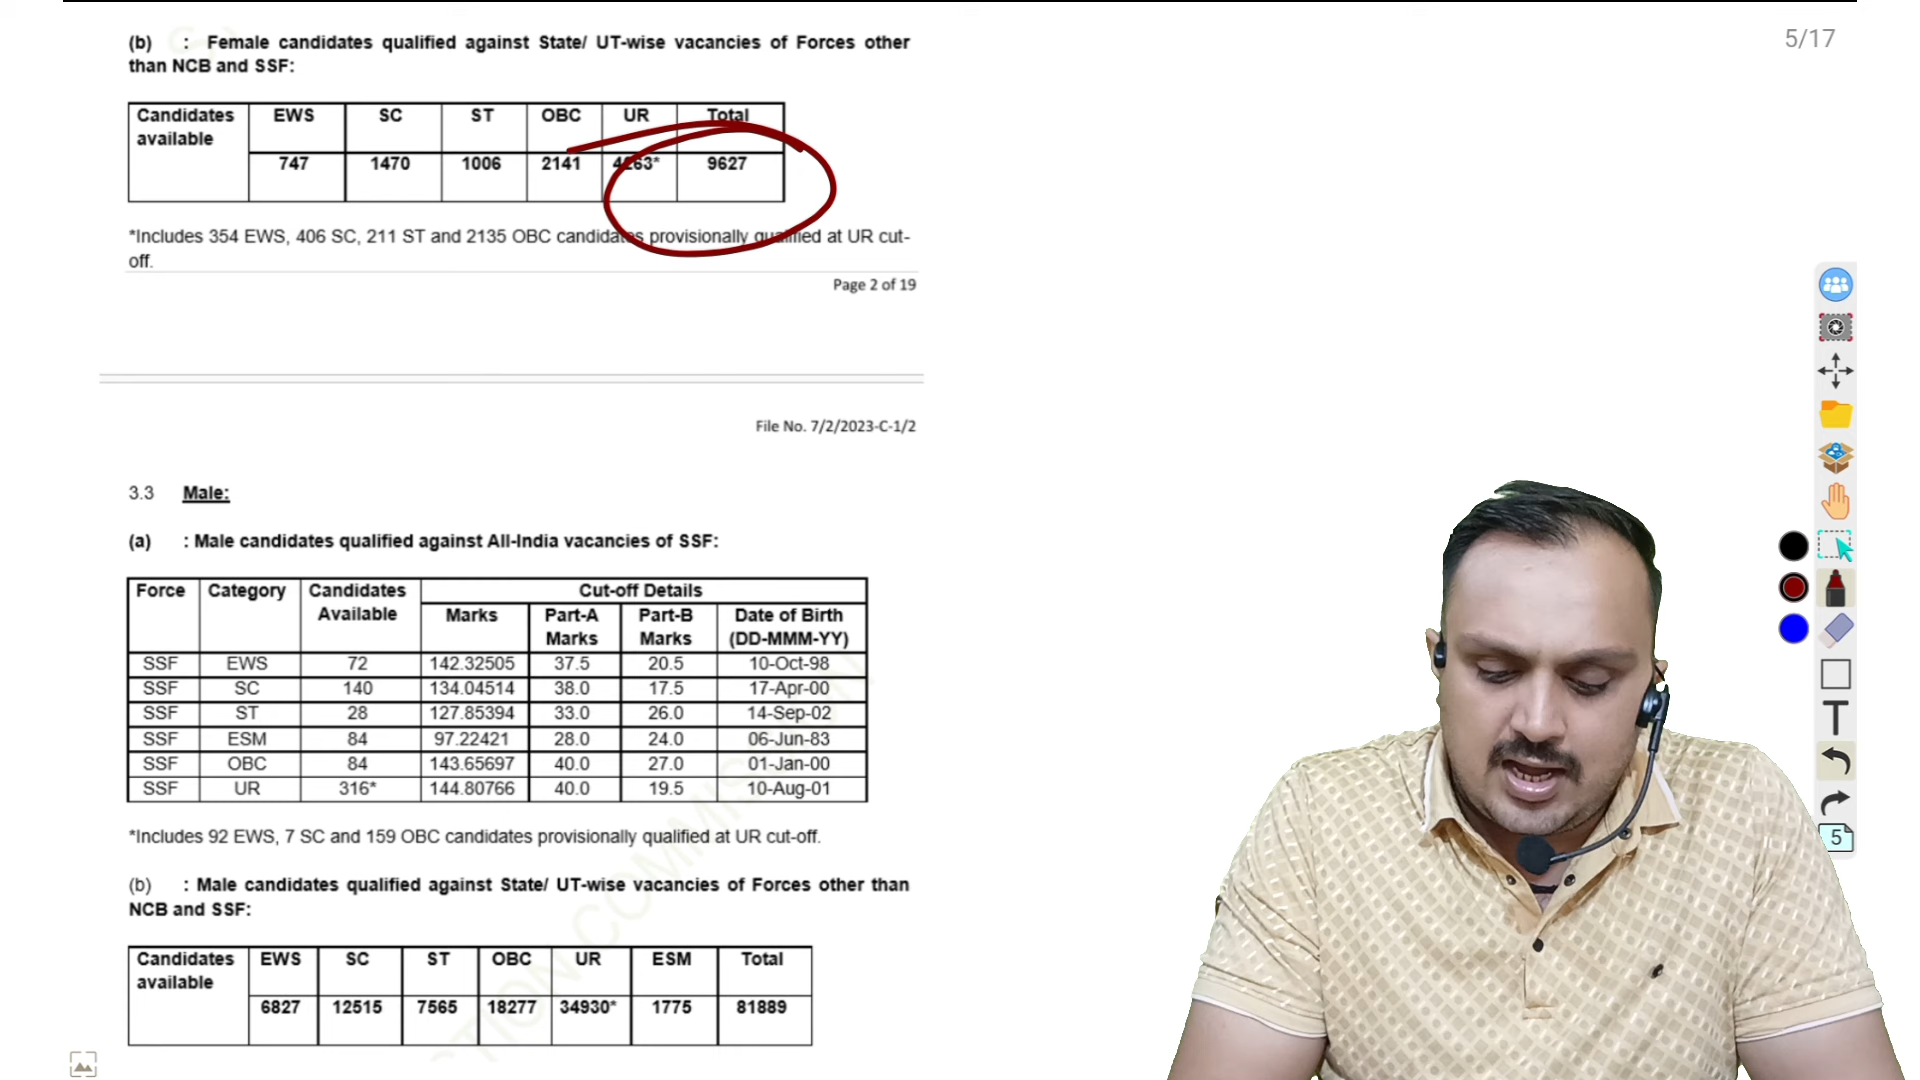 5/17
(b) : Female candidates qualified against State/ UT-wise vacancies of Forces other
than NCB and SSF:
Candidates available EWS SC ST OBC UR Total
747 1470 1006 2141 4263* 9627
*Includes 354 EWS, 406 SC, 211 ST and 2135 OBC candidates provisionally qualified at UR cut-
off.
Page 2 of 19
File No. 7/2/2023-C-1/2
3.3 Male:
(a) : Male candidates qualified against All-India vacancies of SSF:
Force Category Candidates Available Cut-off Details
Marks Part-A Marks Part-B Marks Date of Birth (DD-MMM-YY)
SSF EWS 72 142.32505 37.5 20.5 10-Oct-98
SSF SC 140 134.04514 38.0 17.5 17-Apr-00
SSF ST 28 127.85394 33.0 26.0 14-Sep-02
SSF ESM 84 97.22421 28.0 24.0 06-Jun-83
SSF OBC 84 143.65697 40.0 27.0 01-Jan-00
SSF UR 316* 144.80766 40.0 19.5 10-Aug-01
*Includes 92 EWS, 7 SC and 159 OBC candidates provisionally qualified at UR cut-off.
(b) : Male candidates qualified against State/ UT-wise vacancies of Forces other than
NCB and SSF:
Candidates available EWS SC ST OBC UR ESM Total
6827 12515 7565 18277 34930* 1775 81889
T
5